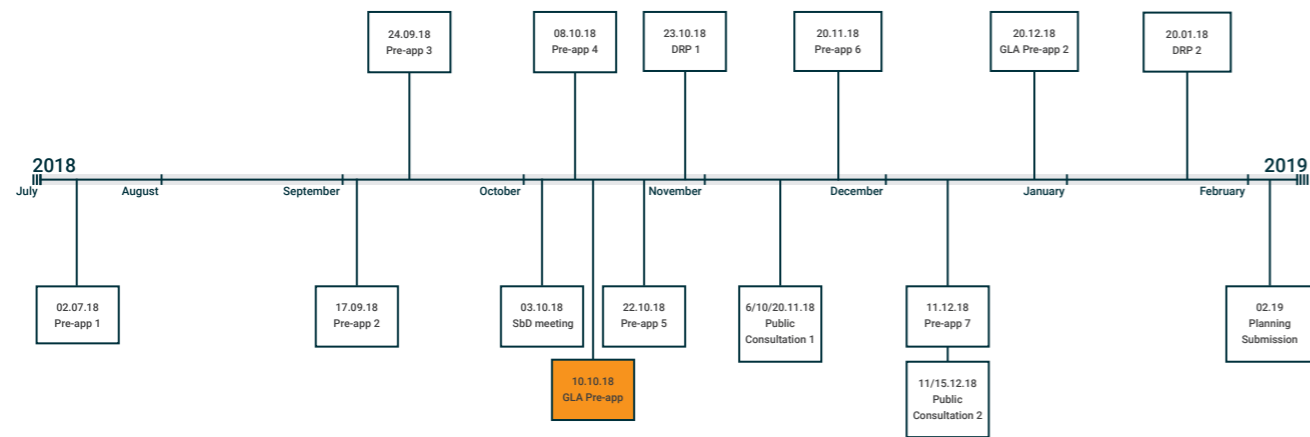 24.09.18
Pre-app 3
08.10.18
Pre-app 4
23.10.18
DRP 1
20.11.18
Pre-app 6
20.12.18
GLA Pre-app 2
20.01.18
DRP 2
2018
2019
July
August
September
October
November
December
January
February
02.07.18
Pre-app 1
17.09.18
Pre-app 2
03.10.18
SbD meeting
22.10.18
Pre-app 5
6/10/20.11.18
Public
Consultation 1
11.12.18
Pre-app 7
02.19
Planning
Submission
10.10.18
GLA Pre-app
11/15.12.18
Public
Consultation 2